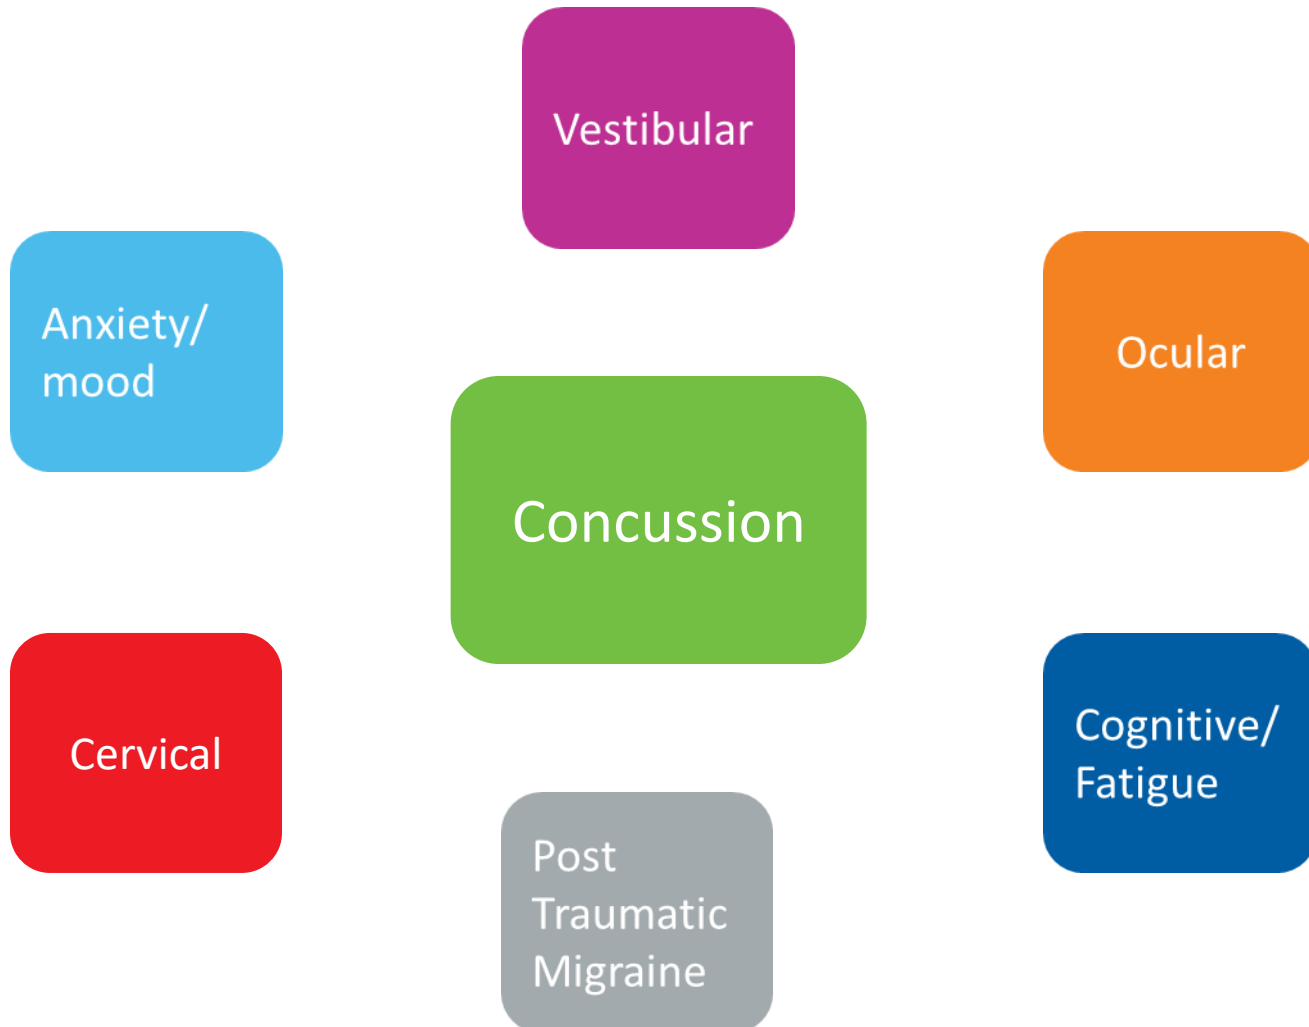 Vestibular
Anxiety/
mood
Ocular
Concussion
Cervical
Cognitive/
Fatigue
Post
Traumatic
Migraine